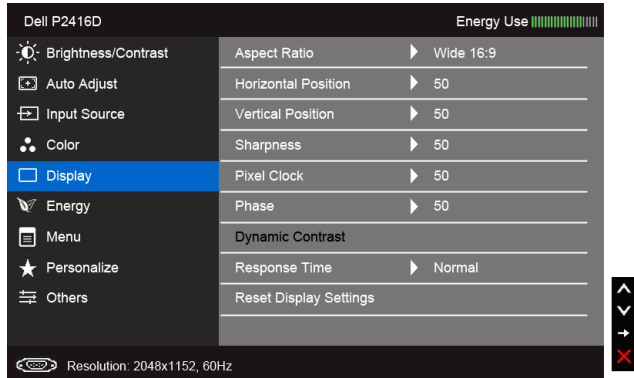 Dell P2416D Energy Use
Brightness/Contrast Aspect Ratio Wide 16:9
Auto Adjust Horizontal Position 50
Input Source Vertical Position 50
Color Sharpness 50
Display Pixel Clock 50
Energy Phase 50
Menu Dynamic Contrast
Personalize Response Time Normal
Others Reset Display Settings
Resolution: 2048x1152, 60Hz